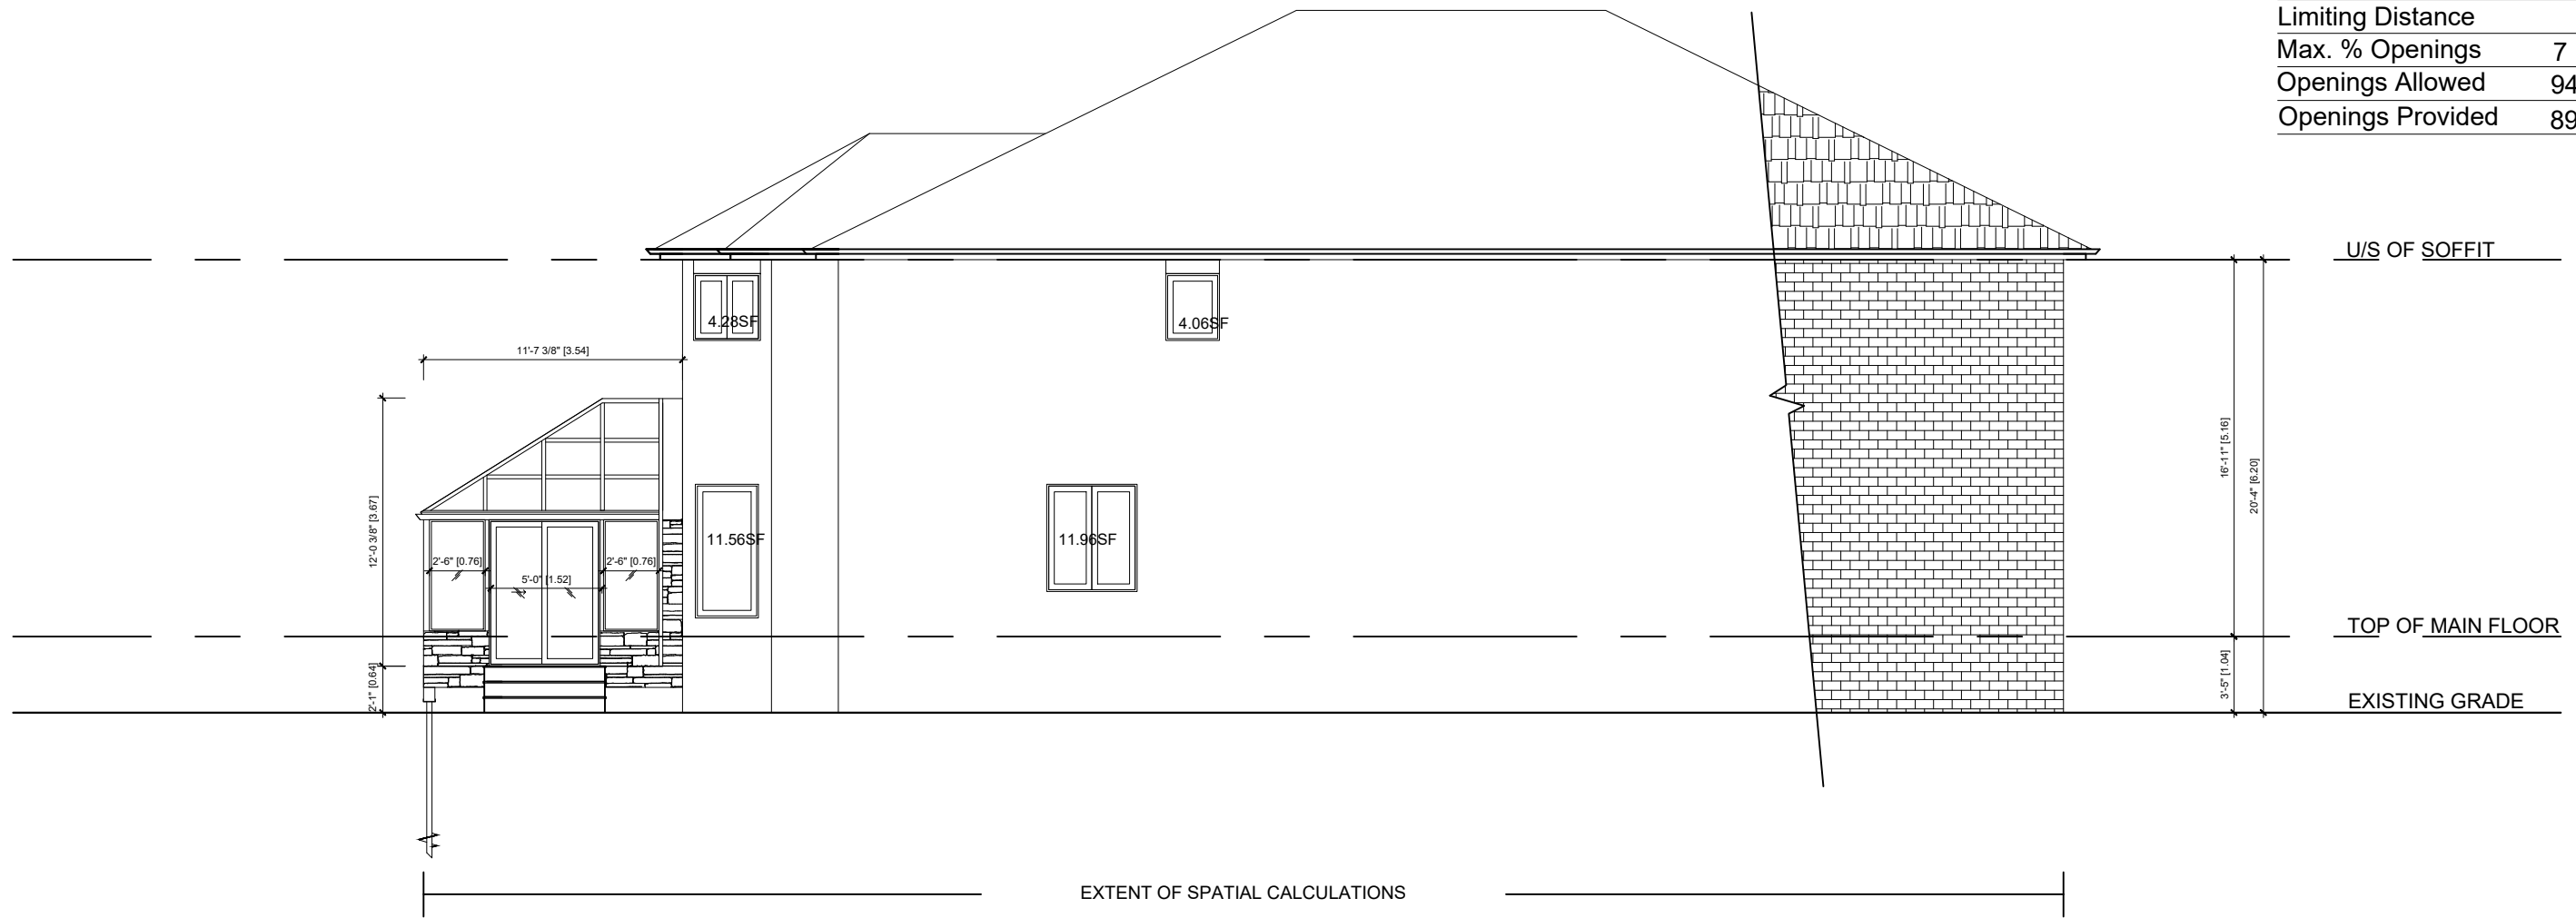 Limiting Distance
Max. % Openings 7
Openings Allowed 94
Openings Provided 89
U/S OF SOFFIT
4.28SF
4.06SF
11'-7 3/8" [3.54]
16'-11" [5.16]
20'-4" [6.20]
12'-0 3/8" [3.67]
11.56SF
11.96SF
2'-6" [0.76]
2'-6" [0.76]
5'-0" [1.52]
TOP OF MAIN FLOOR
2'-1" [0.64]
3'-5" [1.04]
EXISTING GRADE
EXTENT OF SPATIAL CALCULATIONS